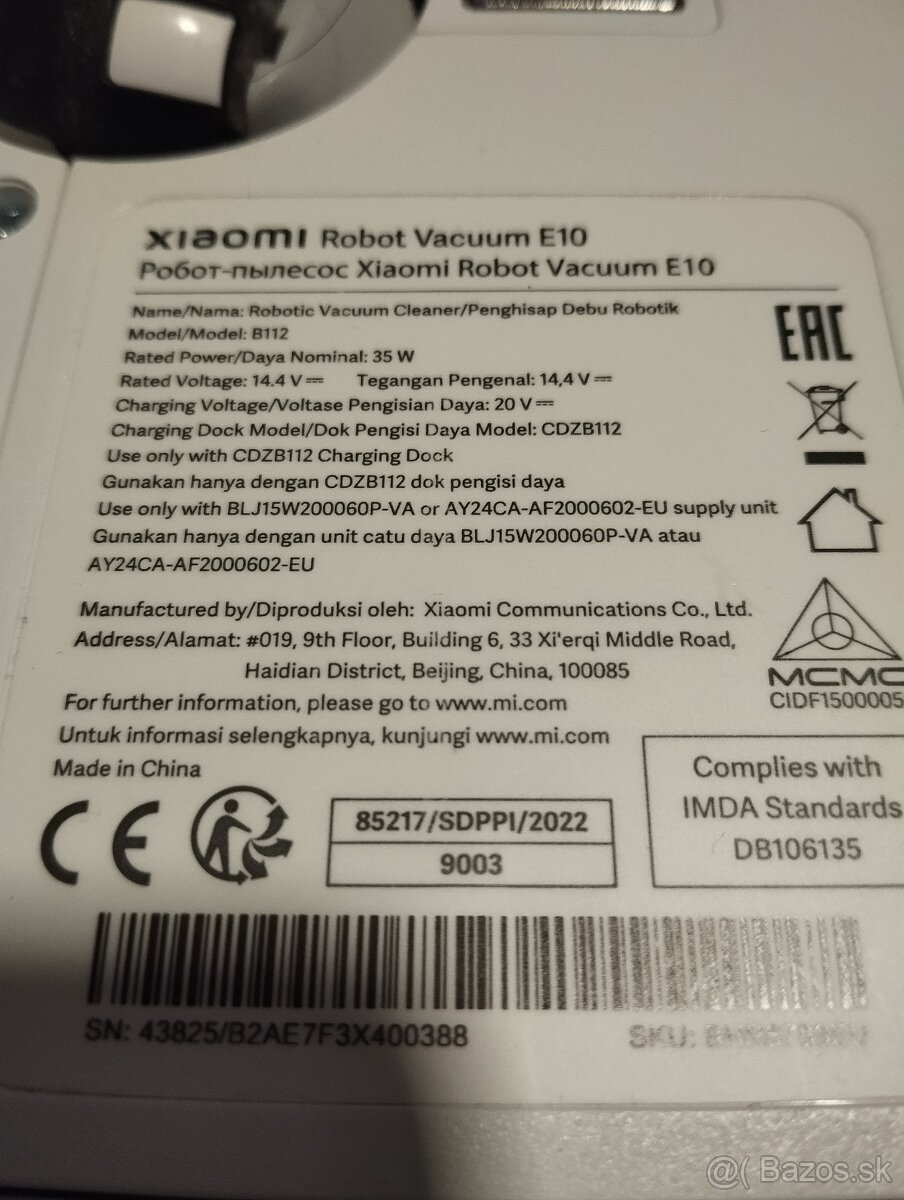 xiaomi Robot Vacuum E10
Робот-пылесос Xiaomi Robot Vacuum E10
Name/Nama: Robotic Vacuum Cleaner/Penghisap Debu Robotik
Model/Model: B112
Rated Power/Daya Nominal: 35 W
Rated Voltage: 14.4 V⎓ Tegangan Pengenal: 14,4 V⎓
Charging Voltage/Voltase Pengisian Daya: 20 V⎓
Charging Dock Model/Dok Pengisi Daya Model: CDZB112
Use only with CDZB112 Charging Dock
Gunakan hanya dengan CDZB112 dok pengisi daya
Use only with BLJ15W200060P-VA or AY24CA-AF2000602-EU supply unit
Gunakan hanya dengan unit catu daya BLJ15W200060P-VA atau
AY24CA-AF2000602-EU
Manufactured by/Diproduksi oleh: Xiaomi Communications Co., Ltd.
Address/Alamat: #019, 9th Floor, Building 6, 33 Xi'erqi Middle Road,
Haidian District, Beijing, China, 100085
For further information, please go to www.mi.com
Untuk informasi selengkapnya, kunjungi www.mi.com
Made in China
EAC
MCMC
CIDF1500005
CE
85217/SDPPI/2022
9003
Complies with
IMDA Standards
DB106135
SN: 43825/B2AE7F3X400388
SKU:
@( Bazos.sk